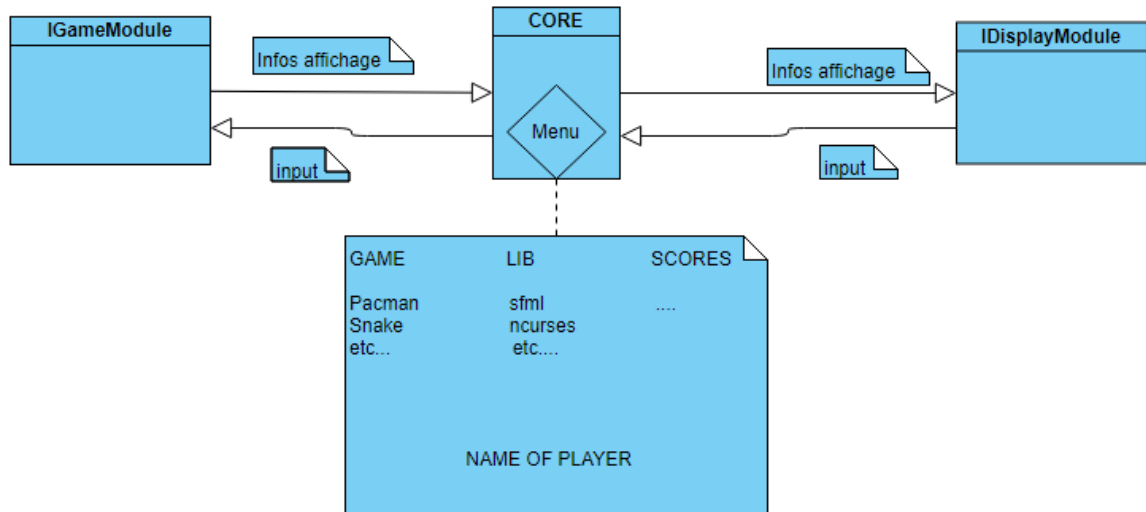 IGameModule
Infos affichage
input
CORE
Menu
Infos affichage
input
IDisplayModule
GAME LIB SCORES
Pacman sfml ....
Snake ncurses
etc... etc....
NAME OF PLAYER